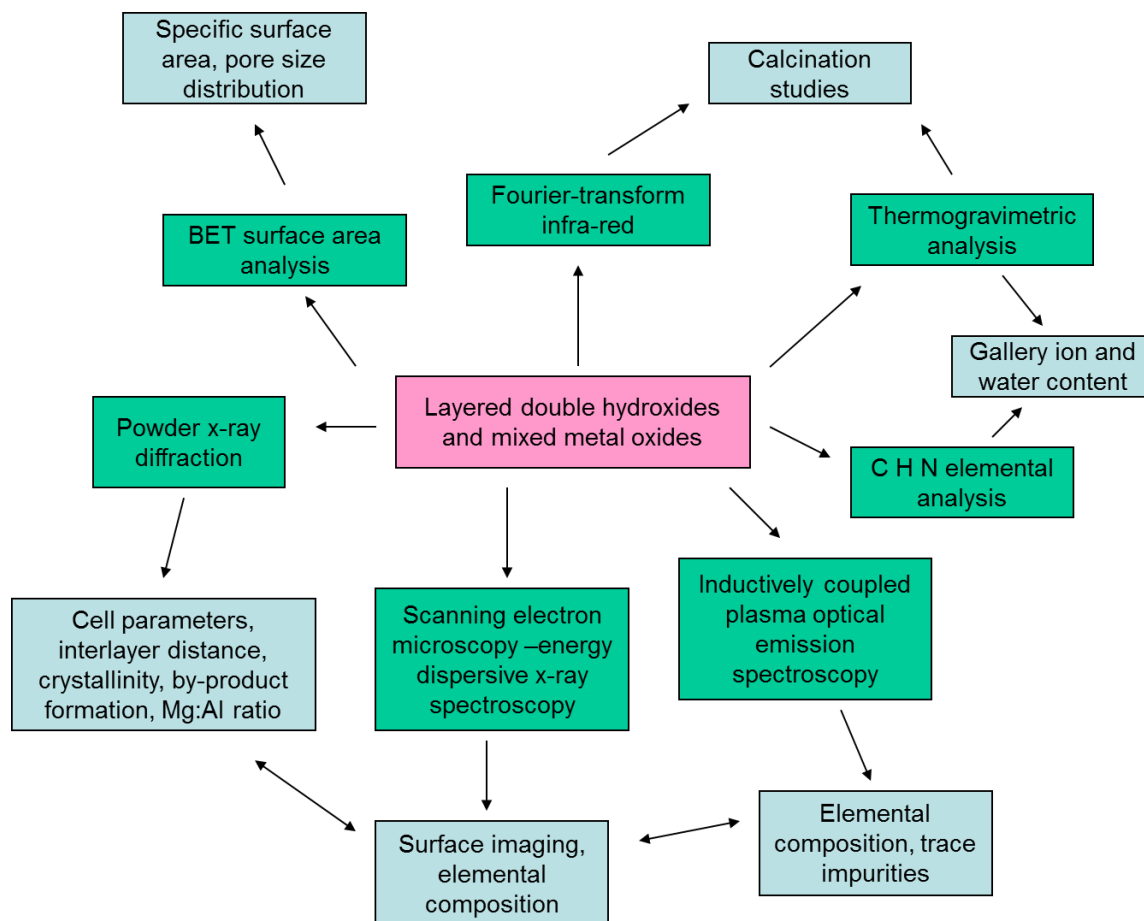 Specific surface
area, pore size
distribution
Calcination
studies
Fourier-transform
infra-red
Thermogravimetric
analysis
BET surface area
analysis
Gallery ion and
water content
Layered double hydroxides
and mixed metal oxides
Powder x-ray
diffraction
C H N elemental
analysis
Cell parameters,
interlayer distance,
crystallinity, by-product
formation, Mg:Al ratio
Scanning electron
microscopy –energy
dispersive x-ray
spectroscopy
Inductively coupled
plasma optical
emission
spectroscopy
Surface imaging,
elemental
composition
Elemental
composition, trace
impurities